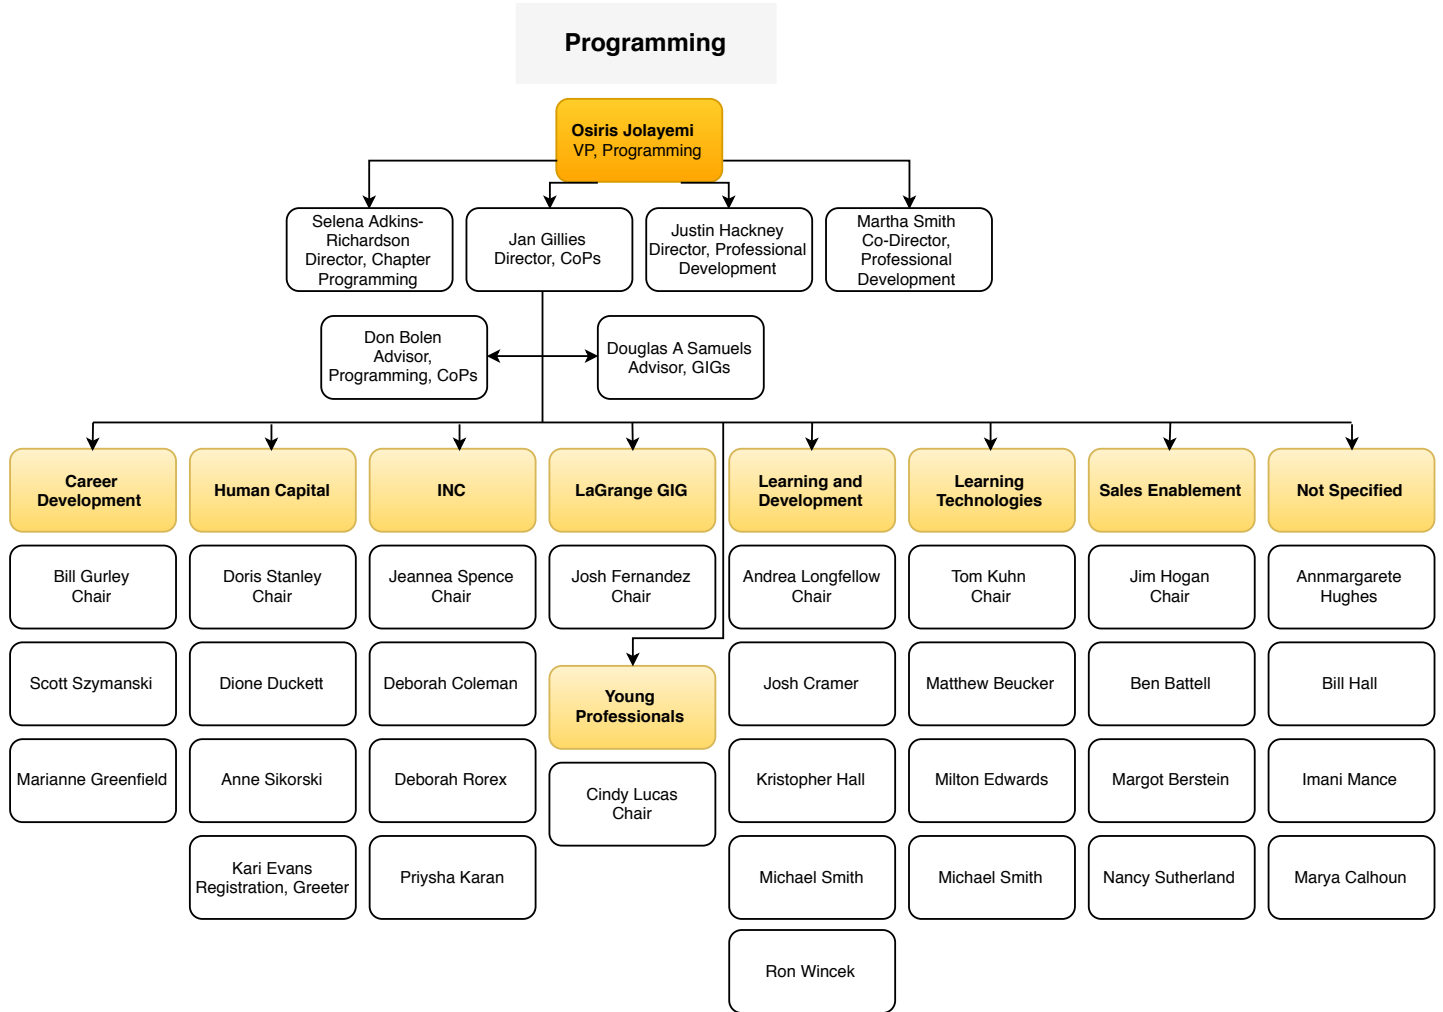 Programming
Osiris Jolayemi
VP, Programming
Selena Adkins-
Richardson
Director, Chapter
Programming
Jan Gillies
Director, CoPs
Justin Hackney
Director, Professional
Development
Martha Smith
Co-Director,
Professional
Development
Don Bolen
Advisor,
Programming, CoPs
Douglas A Samuels
Advisor, GIGs
Career
Development
Bill Gurley
Chair
Scott Szymanski
Marianne Greenfield
Human Capital
Doris Stanley
Chair
Dione Duckett
Anne Sikorski
Kari Evans
Registration, Greeter
INC
Jeannea Spence
Chair
Deborah Coleman
Deborah Rorex
Priysha Karan
LaGrange GIG
Josh Fernandez
Chair
Young
Professionals
Cindy Lucas
Chair
Learning and
Development
Andrea Longfellow
Chair
Josh Cramer
Kristopher Hall
Michael Smith
Ron Wincek
Learning
Technologies
Tom Kuhn
Chair
Matthew Beucker
Milton Edwards
Michael Smith
Sales Enablement
Jim Hogan
Chair
Ben Battell
Margot Berstein
Nancy Sutherland
Not Specified
Annmargarete
Hughes
Bill Hall
Imani Mance
Marya Calhoun